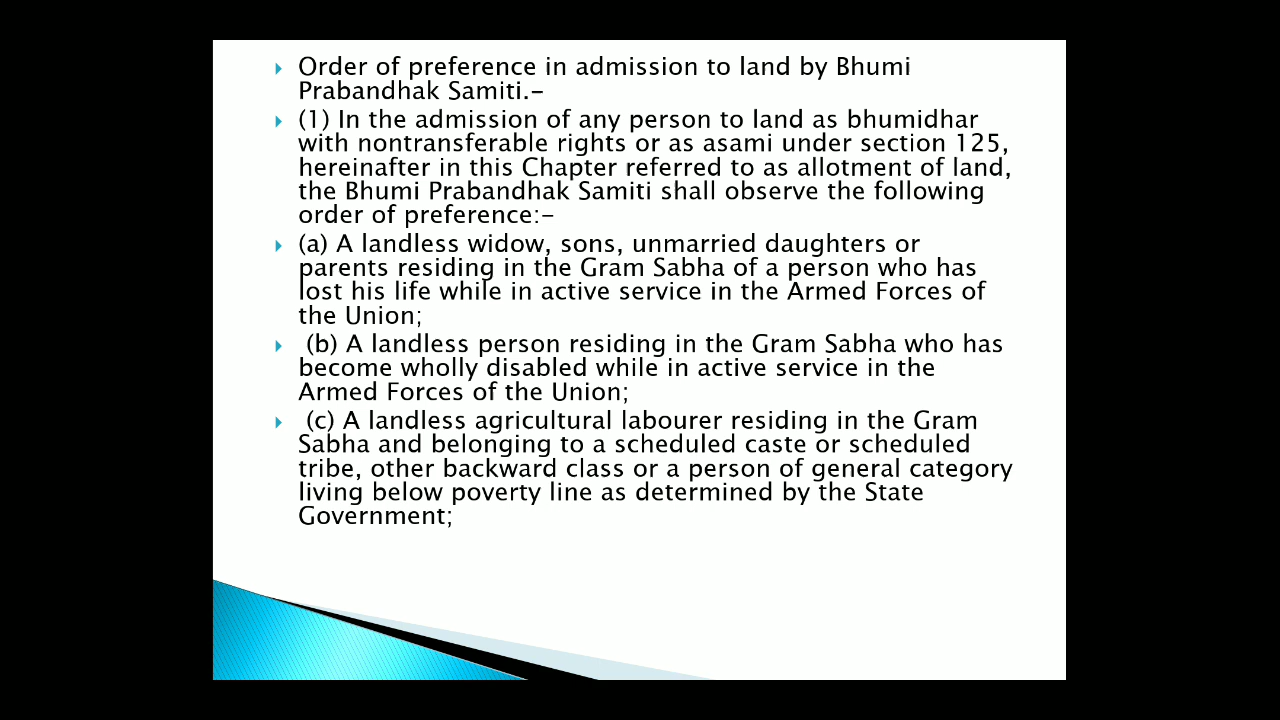 Order of preference in admission to land by Bhumi
Prabandhak Samiti.-
(1) In the admission of any person to land as bhumidhar
with nontransferable rights or as asami under section 125,
hereinafter in this Chapter referred to as allotment of land,
the Bhumi Prabandhak Samiti shall observe the following
order of preference:-
(a) A landless widow, sons, unmarried daughters or
parents residing in the Gram Sabha of a person who has
lost his life while in active service in the Armed Forces of
the Union;
(b) A landless person residing in the Gram Sabha who has
become wholly disabled while in active service in the
Armed Forces of the Union;
(c) A landless agricultural labourer residing in the Gram
Sabha and belonging to a scheduled caste or scheduled
tribe, other backward class or a person of general category
living below poverty line as determined by the State
Government;